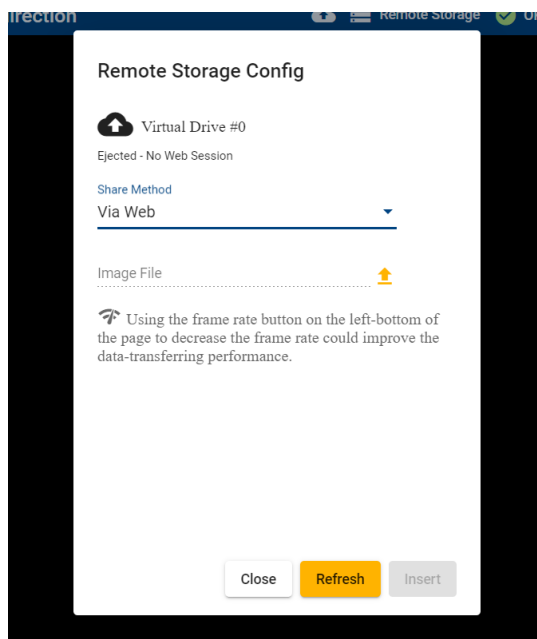 irection Remote Storage
Remote Storage Config
Virtual Drive #0
Ejected - No Web Session
Share Method
Via Web
Image File
Using the frame rate button on the left-bottom of
the page to decrease the frame rate could improve the
data-transferring performance.
Close Refresh Insert